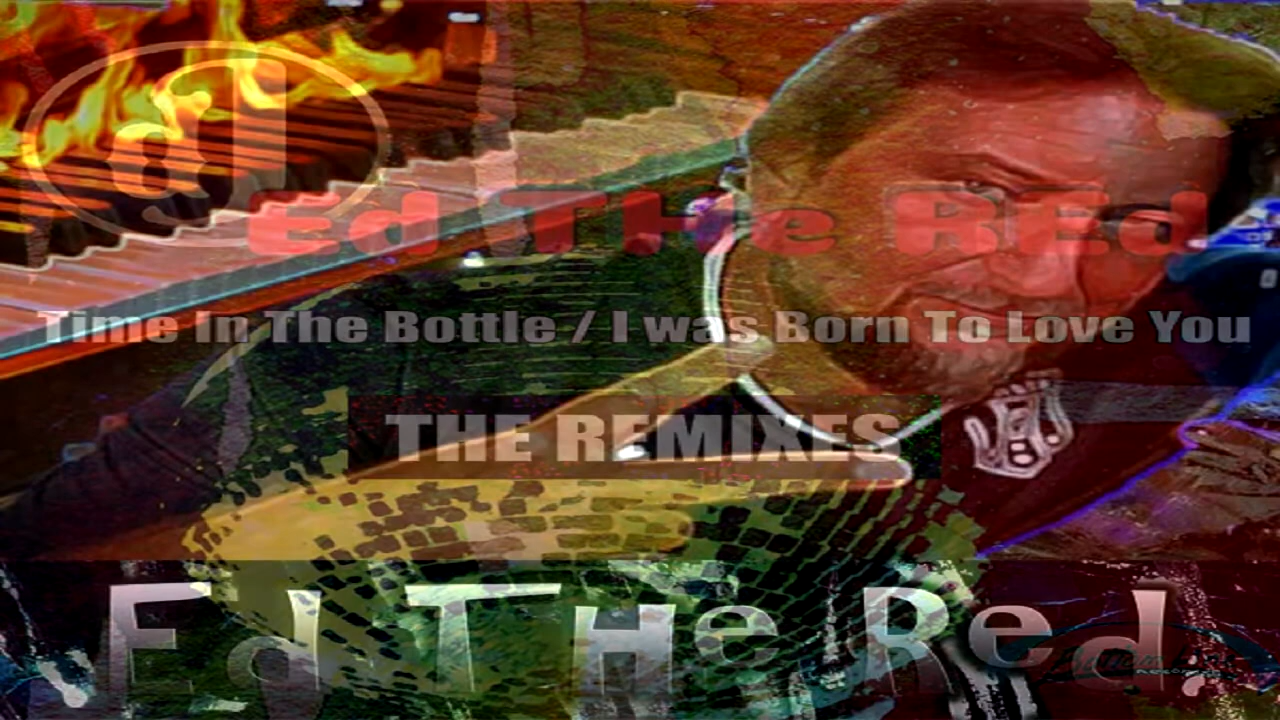 Ed THe REd
Time In The Bottle / I was Born To Love You
THE REMIXES
Ed THe Red.